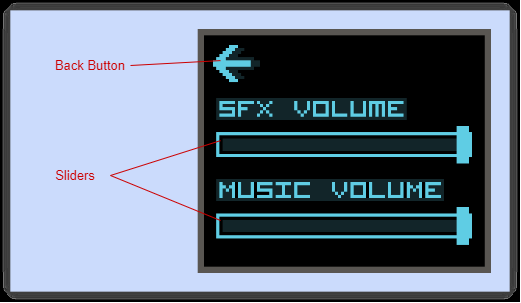 Back Button
SFX VOLUME
Sliders
MUSIC VOLUME